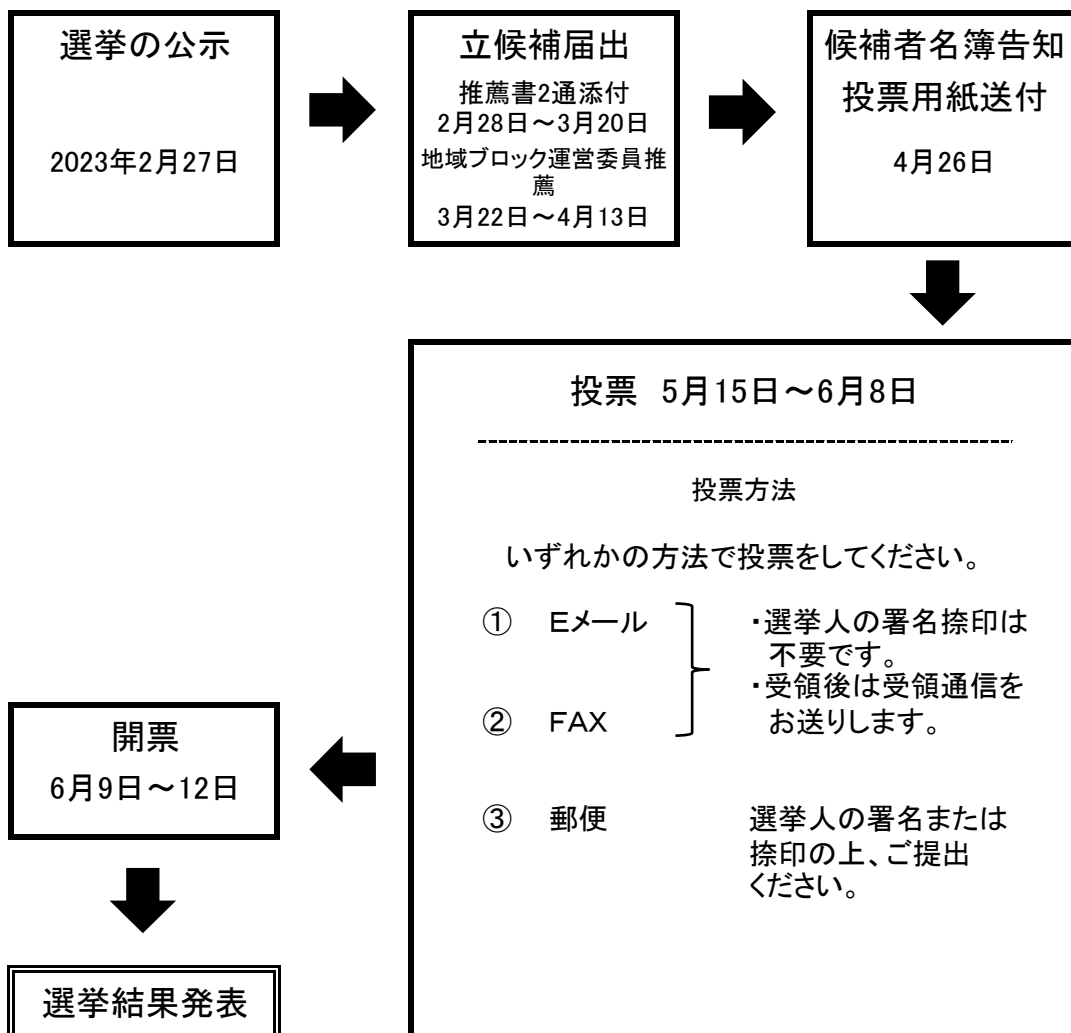 選挙の公示
2023年2月27日
立候補届出
推薦書2通添付
2月28日～3月20日
地域ブロック運営委員推
薦
3月22日～4月13日
候補者名簿告知
投票用紙送付
4月26日
投票 5月15日～6月8日
投票方法
いずれかの方法で投票をしてください。
① Eメール
② FAX
・選挙人の署名捺印は
不要です。
・受領後は受領通信を
お送りします。
③ 郵便
選挙人の署名または
捺印の上、ご提出
ください。
開票
6月9日～12日
選挙結果発表